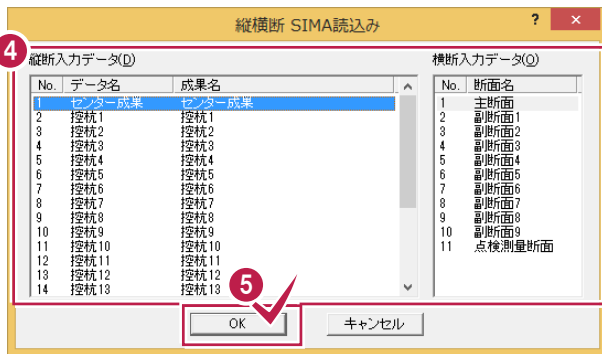 縦横断 SIMA読込み ? ×
4
縦断入力データ(D) 横断入力データ(O)
No. データ名 成果名 No. 断面名
1 センター成果 センター成果 1 主断面
2 控杭1 控杭1 2 副断面1
3 控杭2 控杭2 3 副断面2
4 控杭3 控杭3 4 副断面3
5 控杭4 控杭4 5 副断面4
6 控杭5 控杭5 6 副断面5
7 控杭6 控杭6 7 副断面6
8 控杭7 控杭7 8 副断面7
9 控杭8 控杭8 9 副断面8
10 控杭9 控杭9 10 副断面9
11 控杭10 控杭10 11 点検測量断面
12 控杭11 控杭11
13 控杭12 控杭12
14 控杭13 控杭13
5
OK キャンセル